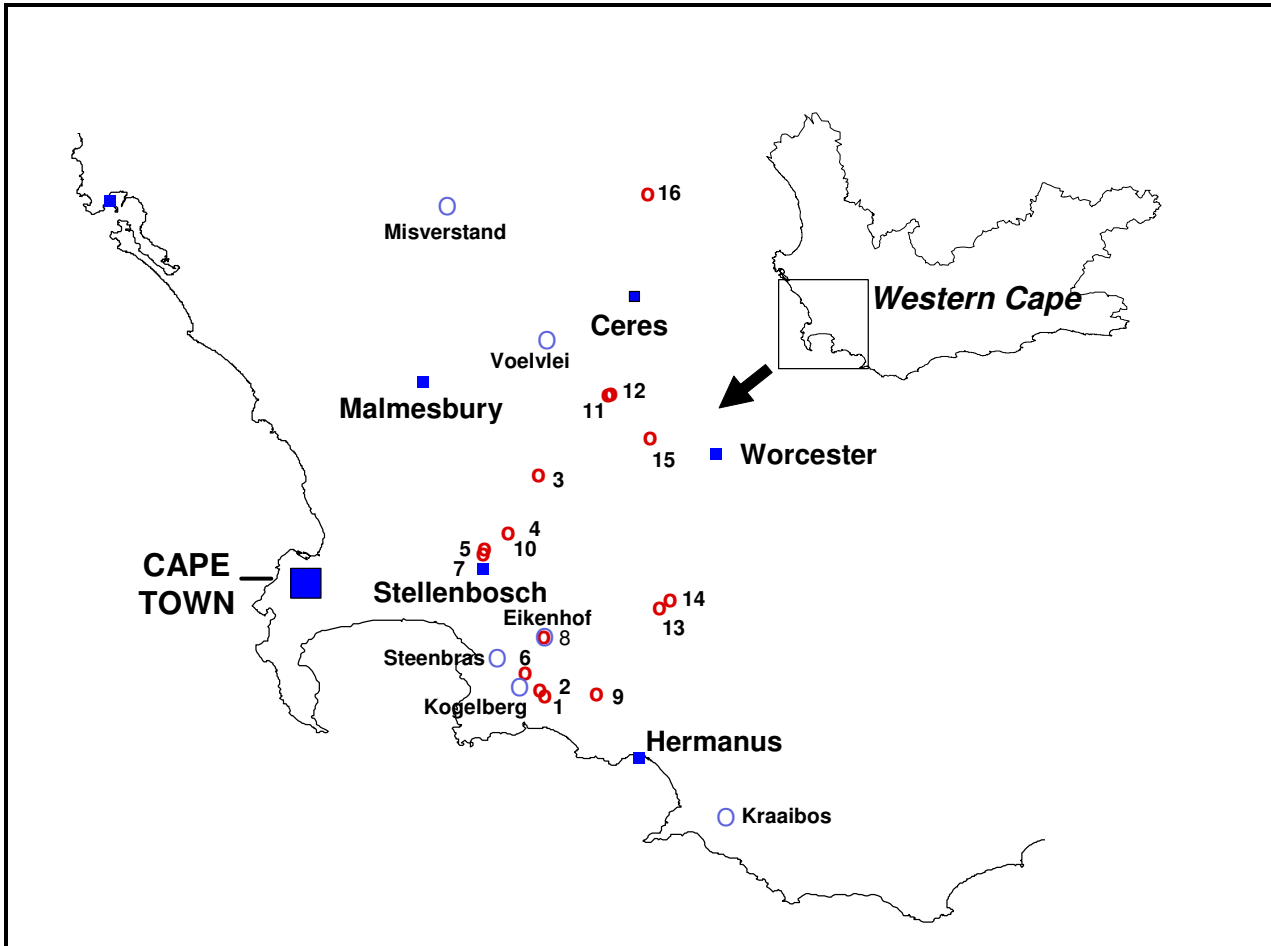 16
Misverstand
Western Cape
Ceres
Voelvlei
Malmesbury
12
11
15
Worcester
3
4
5
10
7
CAPE
TOWN
Stellenbosch
14
13
Eikenhof
8
Steenbras
6
2
Kogelberg
1
9
Hermanus
Kraaibos